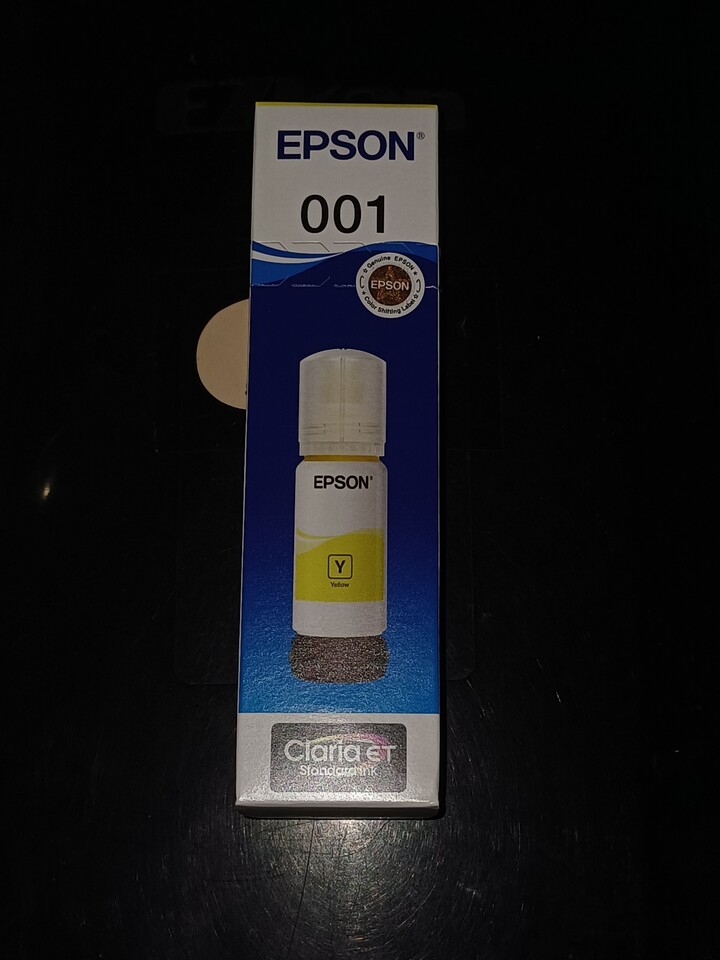 EPSON®
001
Genuine EPSON
EPSON
Color Shifting Label
EPSON®
Y
Yellow
Claria ET
Standard Ink